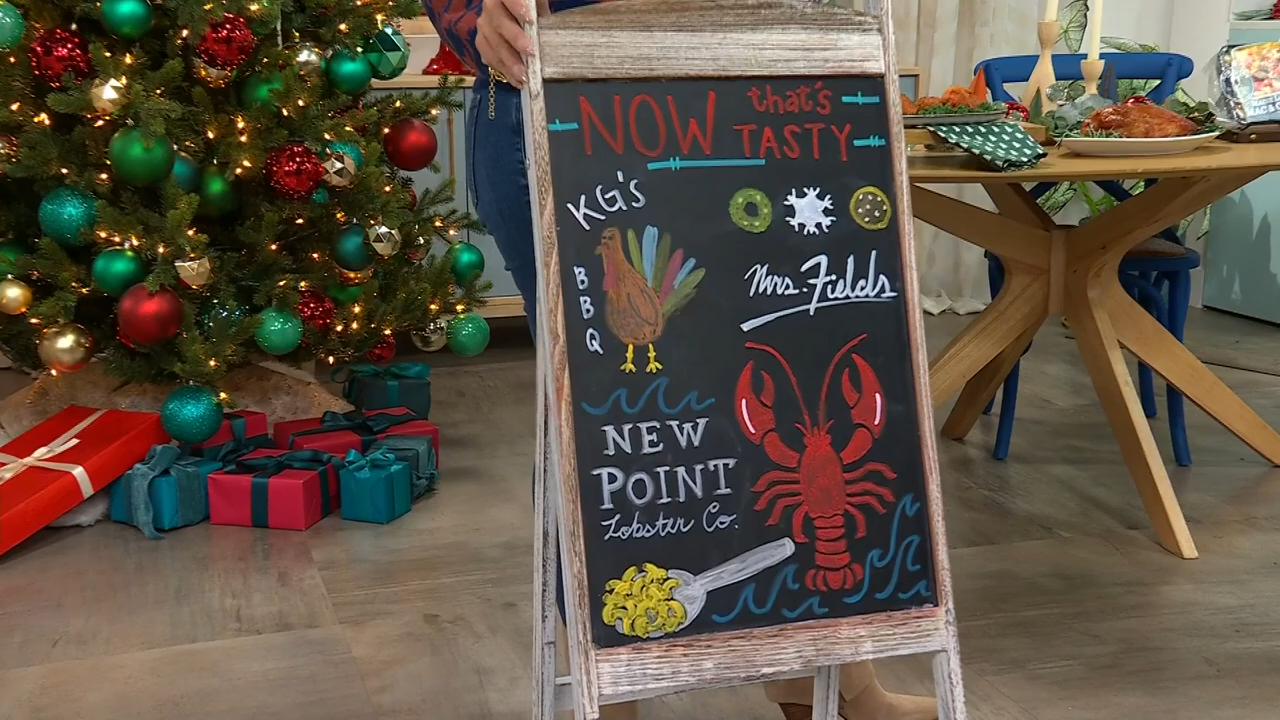 NOW that's
TASTY
KG's
BBQ
Mrs. Fields
NEW
POINT
Lobster Co.